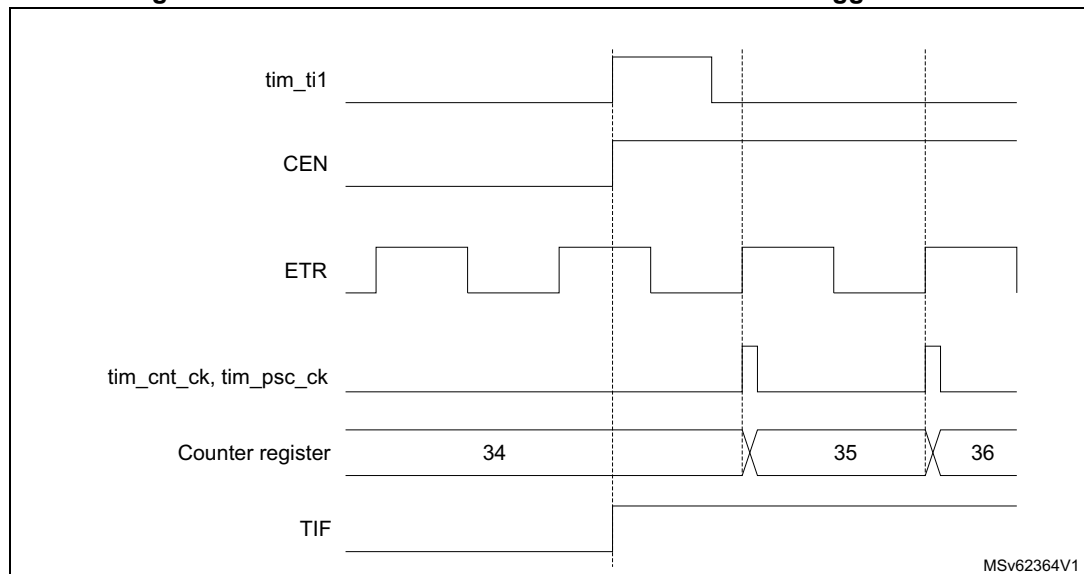 tim_ti1
CEN
ETR
tim_cnt_ck, tim_psc_ck
Counter register 34 35 36
TIF
MSv62364V1